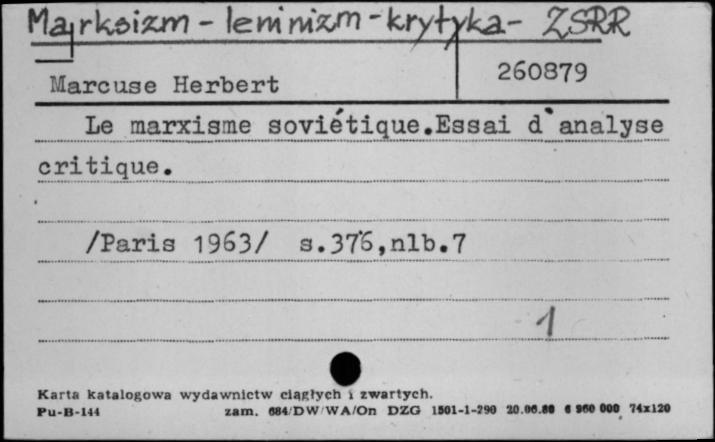 Marksizm - leninizm - krytyka - ZSRR
Marcuse Herbert
260879
Le marxisme soviétique.Essai d`analyse
critique.
/Paris 1963/ s.376,nlb.7
1
Karta katalogowa wydawnictw ciągłych i zwartych.
Pu-B-144 zam. 684/DW/WA/On DZG 1501-1-290 20.06.80 6 960 000 74x120